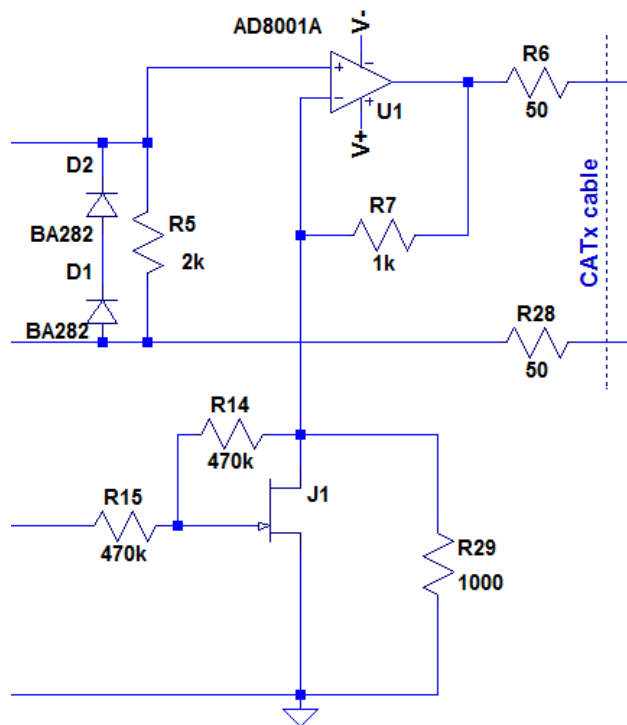 AD8001A
V-
R6
50
U1
V+
D2
R5
2k
BA282
D1
BA282
R7
1k
CATx cable
R28
50
R14
470k
J1
R15
470k
R29
1000